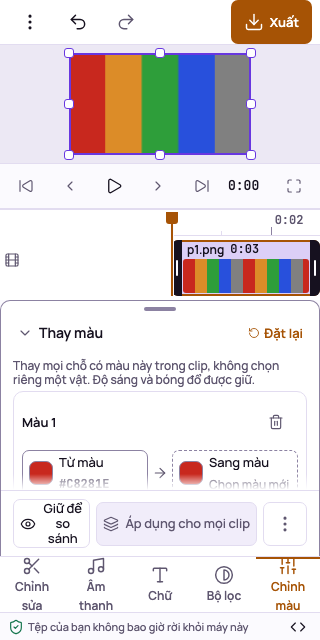 Xuất
0:00
0:02
p1.png 0:03
Thay màu
Đặt lại
Thay mọi chỗ có màu này trong clip, không chọn
riêng một vật. Độ sáng và bóng đổ được giữ.
Màu 1
Từ màu
#C8281E
Sang màu
Chọn màu mới
Giữ để
so
sánh
Áp dụng cho mọi clip
Chỉnh
sửa
Âm
thanh
Chữ
Bộ lọc
Chỉnh
màu
Tệp của bạn không bao giờ rời khỏi máy này